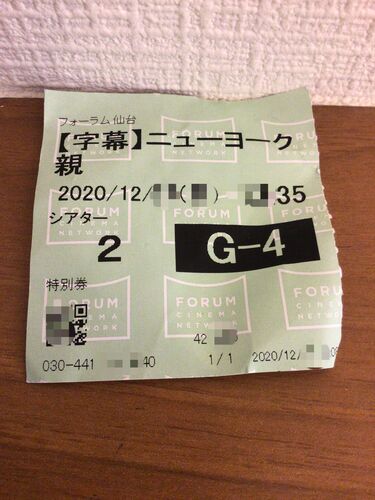 フォーラム 仙台
【字幕】ニューヨーク
親
2020/12/ ( ) 35
シアター
2 G-4
特別券
42
030-441 40 1/1 2020/12/
FORUM
CINEMA
NETWORK